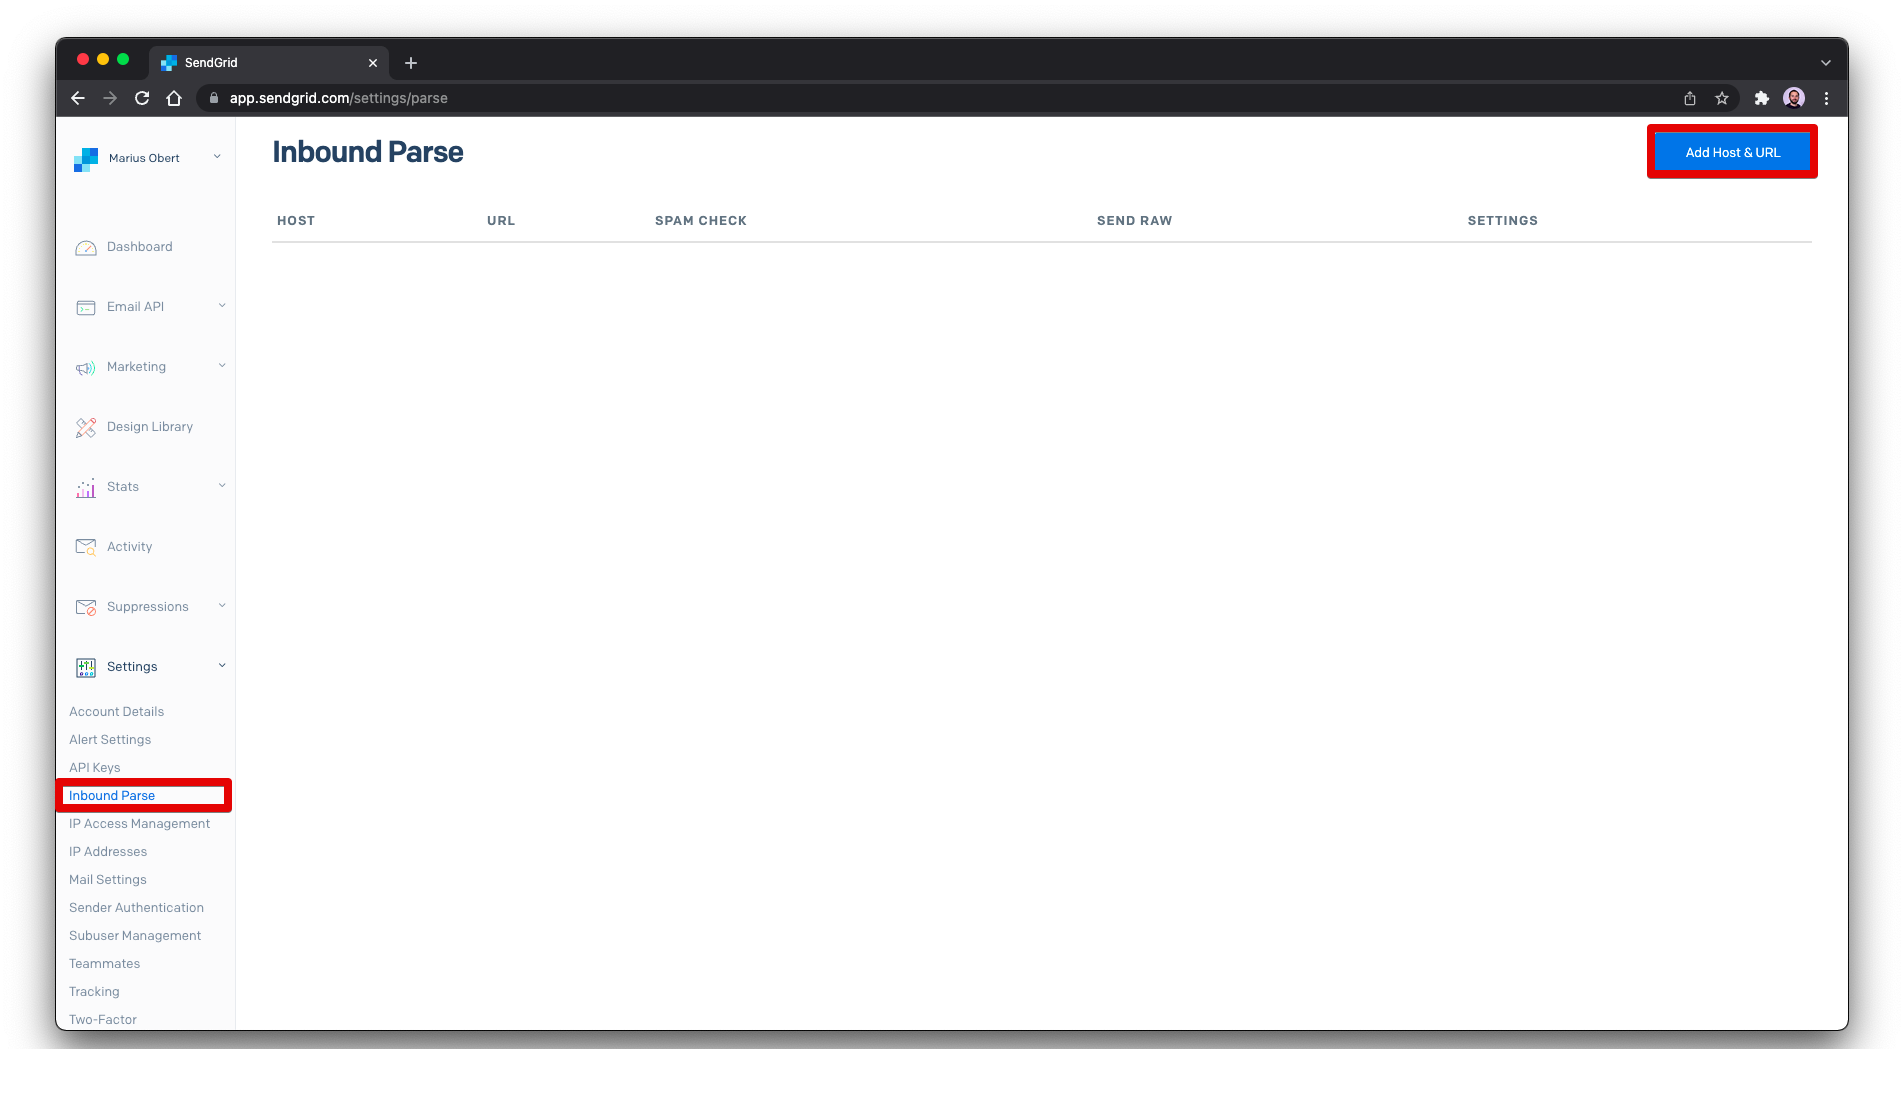 SendGrid
app.sendgrid.com/settings/parse
Marius Obert
Dashboard
Email API
Marketing
Design Library
Stats
Activity
Suppressions
Settings
Account Details
Alert Settings
API Keys
Inbound Parse
IP Access Management
IP Addresses
Mail Settings
Sender Authentication
Subuser Management
Teammates
Tracking
Two-Factor
Inbound Parse
Add Host & URL
HOST URL SPAM CHECK SEND RAW SETTINGS